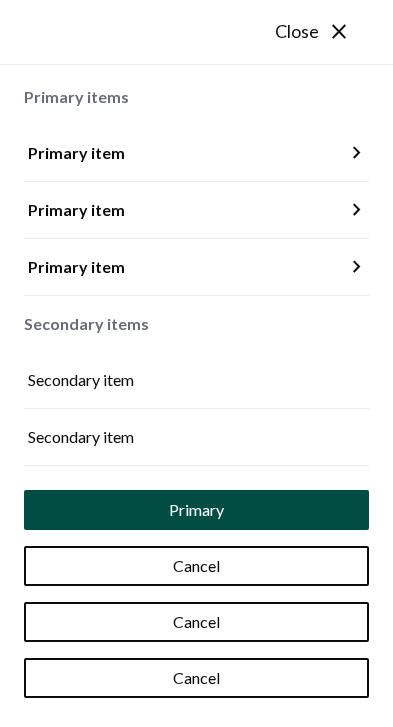 Close
Primary items
Primary item
Primary item
Primary item
Secondary items
Secondary item
Secondary item
Primary
Cancel
Cancel
Cancel